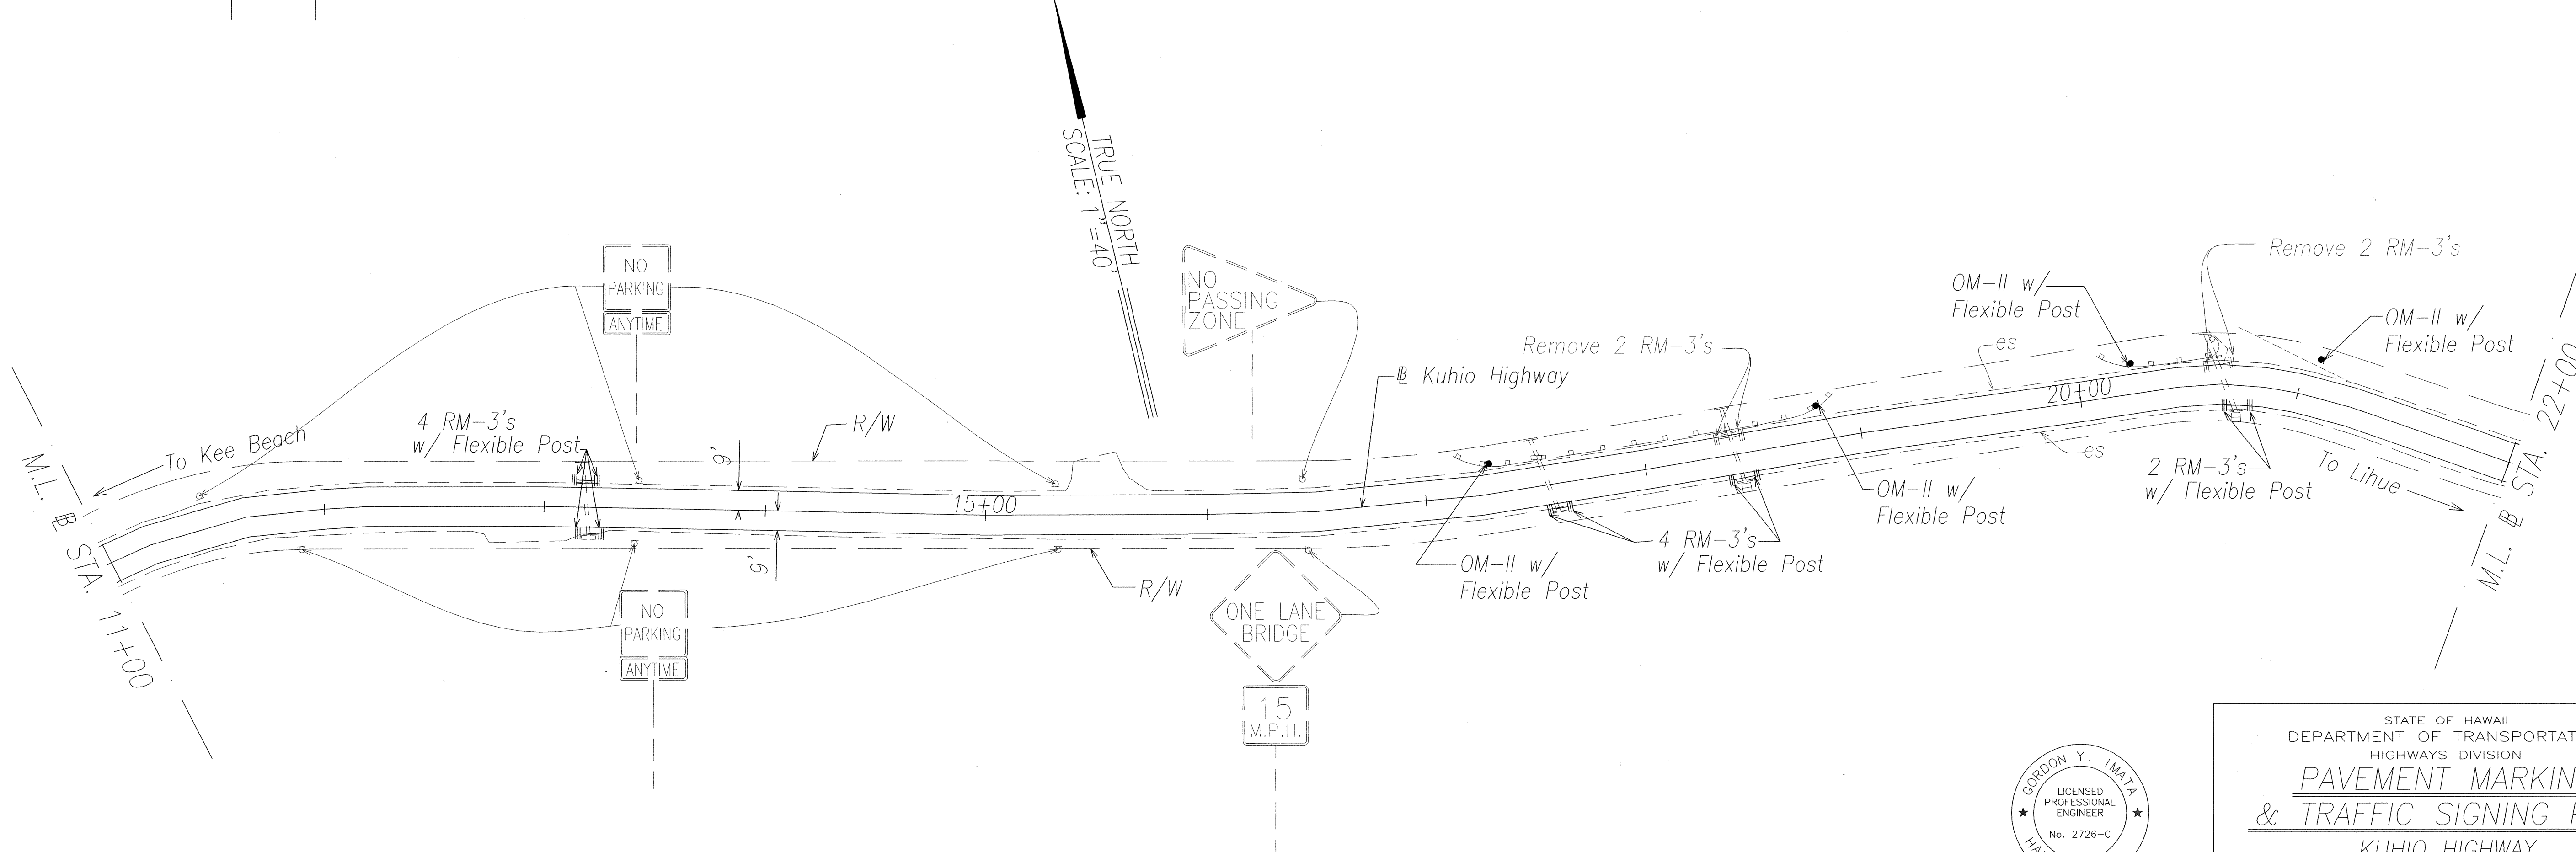 TRUE NORTH
SCALE: 1"=40'
NO
PARKING
ANYTIME
NO
PASSING
ZONE
Remove 2 RM-3's
OM-II w/
Flexible Post
OM-II w/
Flexible Post
Remove 2 RM-3's
es
℄ Kuhio Highway
20+00
To Kee Beach
4 RM-3's
w/ Flexible Post
R/W
9'
15+00
9'
M.L. ℄ STA. 11+00
M.L. ℄ STA. 22+00
es
2 RM-3's
w/ Flexible Post
To Lihue
OM-II w/
Flexible Post
4 RM-3's
w/ Flexible Post
OM-II w/
Flexible Post
R/W
NO
PARKING
ANYTIME
ONE LANE
BRIDGE
15
M.P.H.
GORDON Y. IMATA
LICENSED
PROFESSIONAL
ENGINEER
No. 2726-C
STATE OF HAWAII
DEPARTMENT OF TRANSPORTAT
HIGHWAYS DIVISION
PAVEMENT MARKIN
& TRAFFIC SIGNING
KUHIO HIGHWAY